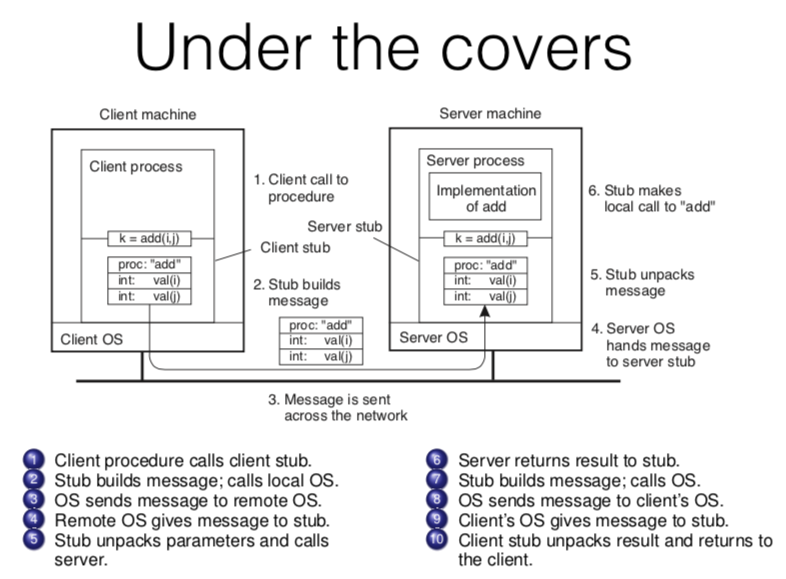 Under the covers
Client machine
Server machine
Client process
1. Client call to
procedure
Server process
Implementation
of add
6. Stub makes
local call to "add"
Server stub
k = add(i,j)
Client stub
k = add(i,j)
proc: "add"
int: val(i)
int: val(j)
2. Stub builds
message
proc: "add"
int: val(i)
int: val(j)
5. Stub unpacks
message
proc: "add"
int: val(i)
int: val(j)
Client OS
Server OS
4. Server OS
hands message
to server stub
3. Message is sent
across the network
1 Client procedure calls client stub.
2 Stub builds message; calls local OS.
3 OS sends message to remote OS.
4 Remote OS gives message to stub.
5 Stub unpacks parameters and calls
server.
6 Server returns result to stub.
7 Stub builds message; calls OS.
8 OS sends message to client's OS.
9 Client's OS gives message to stub.
10 Client stub unpacks result and returns to
the client.